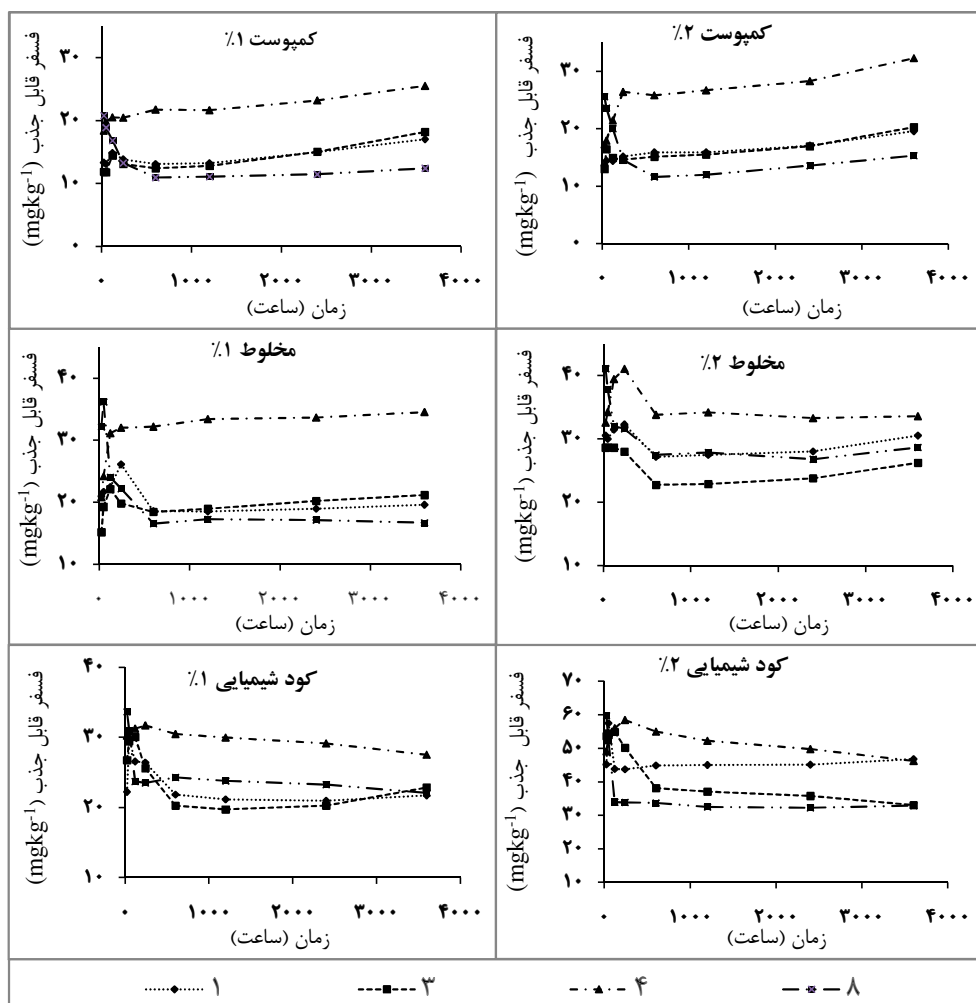 کمپوست ۱٪
فسفر قابل جذب (mgkg-1)
۳۰
۲۰
۱۰
۰
۰ ۱۰۰۰ ۲۰۰۰ ۳۰۰۰ ۴۰۰۰
زمان (ساعت)
کمپوست ۲٪
فسفر قابل جذب (mgkg-1)
۳۰
۲۰
۱۰
۰
۰ ۱۰۰۰ ۲۰۰۰ ۳۰۰۰ ۴۰۰۰
زمان (ساعت)
مخلوط ۱٪
فسفر قابل جذب (mgkg-1)
۴۰
۳۰
۲۰
۱۰
۰ ۱۰۰۰ ۲۰۰۰ ۳۰۰۰ ۴۰۰۰
زمان (ساعت)
مخلوط ۲٪
فسفر قابل جذب (mgkg-1)
۴۰
۳۰
۲۰
۱۰
۰ ۱۰۰۰ ۲۰۰۰ ۳۰۰۰ ۴۰۰۰
زمان (ساعت)
کود شیمیایی ۱٪
فسفر قابل جذب (mgkg-1)
۴۰
۳۰
۲۰
۱۰
۰ ۱۰۰۰ ۲۰۰۰ ۳۰۰۰ ۴۰۰۰
زمان (ساعت)
کود شیمیایی ۲٪
فسفر قابل جذب (mgkg-1)
۷۰
۶۰
۵۰
۴۰
۳۰
۲۰
۱۰
۰ ۱۰۰۰ ۲۰۰۰ ۳۰۰۰ ۴۰۰۰
زمان (ساعت)
۱ ۳ ۴ ۸